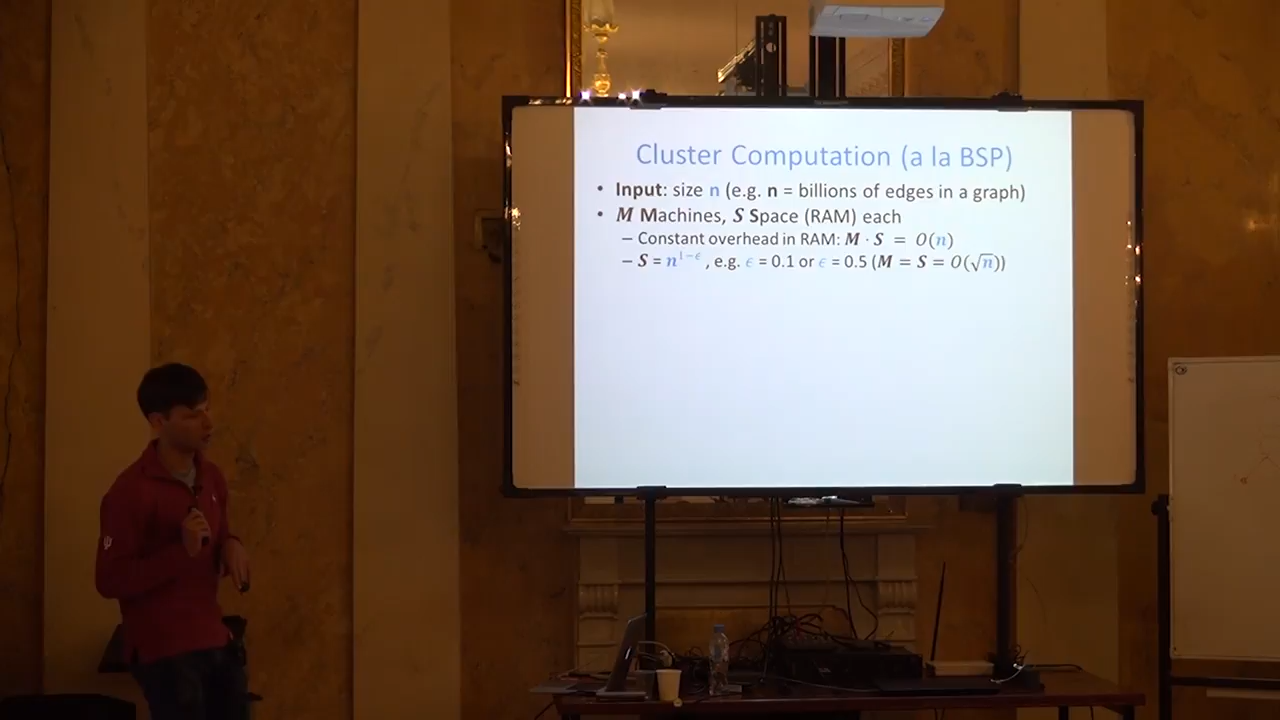 Cluster Computation (a la BSP)
• Input: size n (e.g. n = billions of edges in a graph)
• M Machines, S Space (RAM) each
– Constant overhead in RAM: M · S = O(n)
– S = n^{1−ϵ}, e.g. ϵ = 0.1 or ϵ = 0.5 (M = S = O(√n))